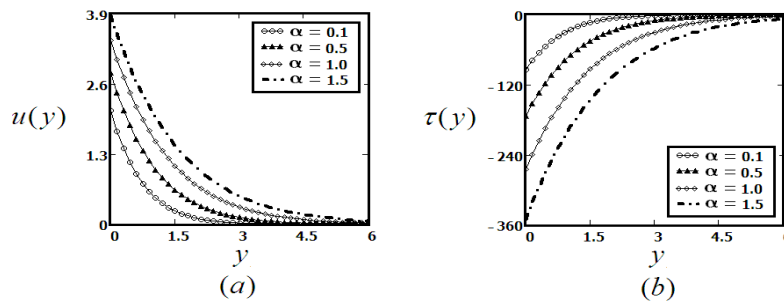 3.9
2.6
1.3
0
u(y)
α = 0.1
α = 0.5
α = 1.0
α = 1.5
0 1.5 3 4.5 6
y
(a)
0
-120
-240
-360
τ(y)
α = 0.1
α = 0.5
α = 1.0
α = 1.5
0 1.5 3 4.5 6
y
(b)